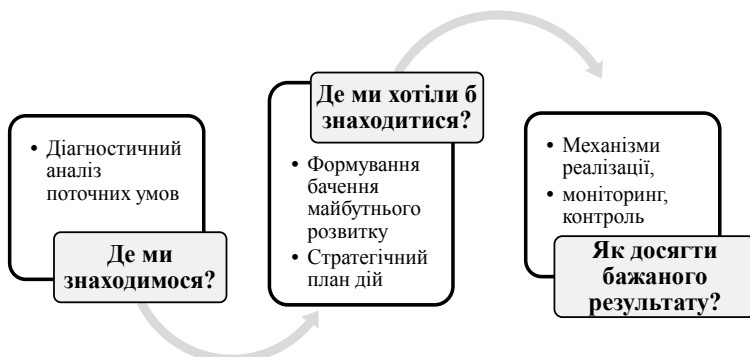 • Діагностичний
аналіз
поточних умов
Де ми
знаходимося?
Де ми хотіли б
знаходитися?
• Формування
бачення
майбутнього
розвитку
• Стратегічний
план дій
• Механізми
реалізації,
• моніторинг,
контроль
Як досягти
бажаного
результату?